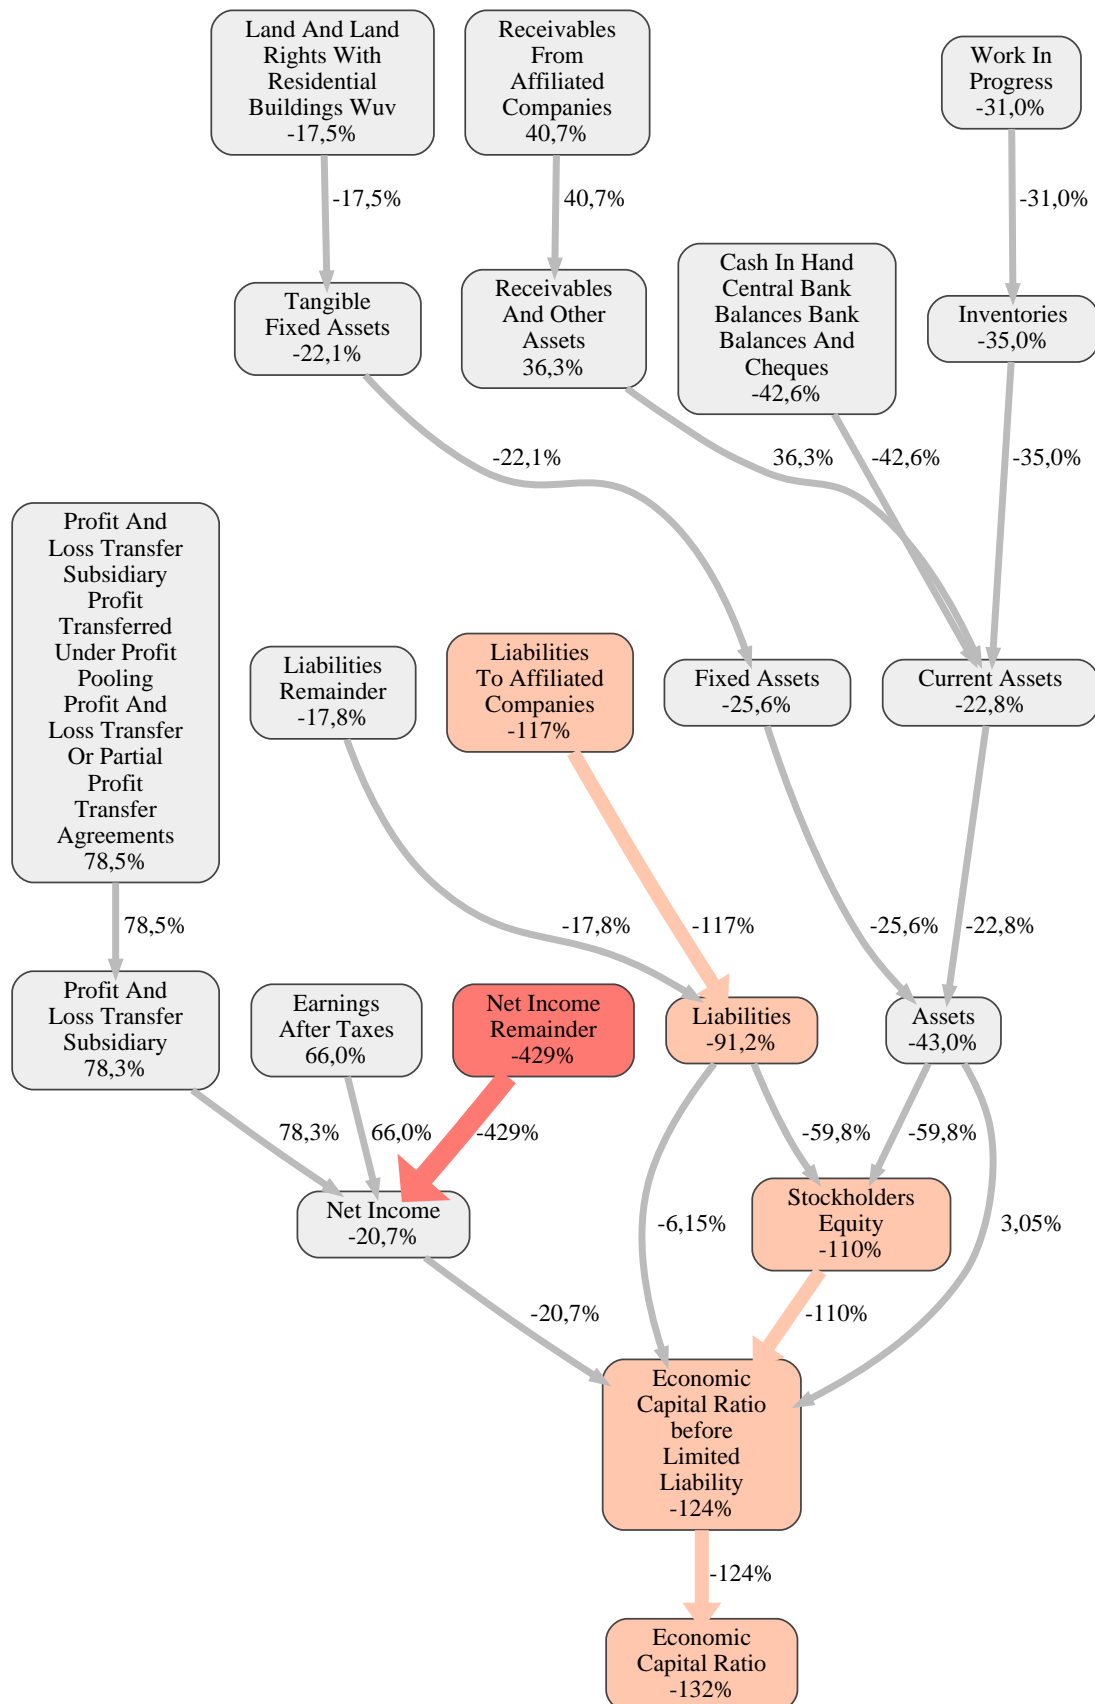 Land And Land
Rights With
Residential
Buildings Wuv
-17,5%
Receivables
From
Affiliated
Companies
40,7%
Work In
Progress
-31,0%
-17,5%
40,7%
-31,0%
Tangible
Fixed Assets
-22,1%
Receivables
And Other
Assets
36,3%
Cash In Hand
Central Bank
Balances Bank
Balances And
Cheques
-42,6%
Inventories
-35,0%
-22,1%
36,3%
-42,6%
-35,0%
Profit And
Loss Transfer
Subsidiary
Profit
Transferred
Under Profit
Pooling
Profit And
Loss Transfer
Or Partial
Profit
Transfer
Agreements
78,5%
Liabilities
Remainder
-17,8%
Liabilities
To Affiliated
Companies
-117%
Fixed Assets
-25,6%
Current Assets
-22,8%
78,5%
-17,8%
-117%
-25,6%
-22,8%
Profit And
Loss Transfer
Subsidiary
78,3%
Earnings
After Taxes
66,0%
Net Income
Remainder
-429%
Liabilities
-91,2%
Assets
-43,0%
78,3%
66,0%
-429%
-59,8%
-59,8%
Net Income
-20,7%
-6,15%
Stockholders
Equity
-110%
3,05%
-20,7%
-110%
Economic
Capital Ratio
before
Limited
Liability
-124%
-124%
Economic
Capital Ratio
-132%